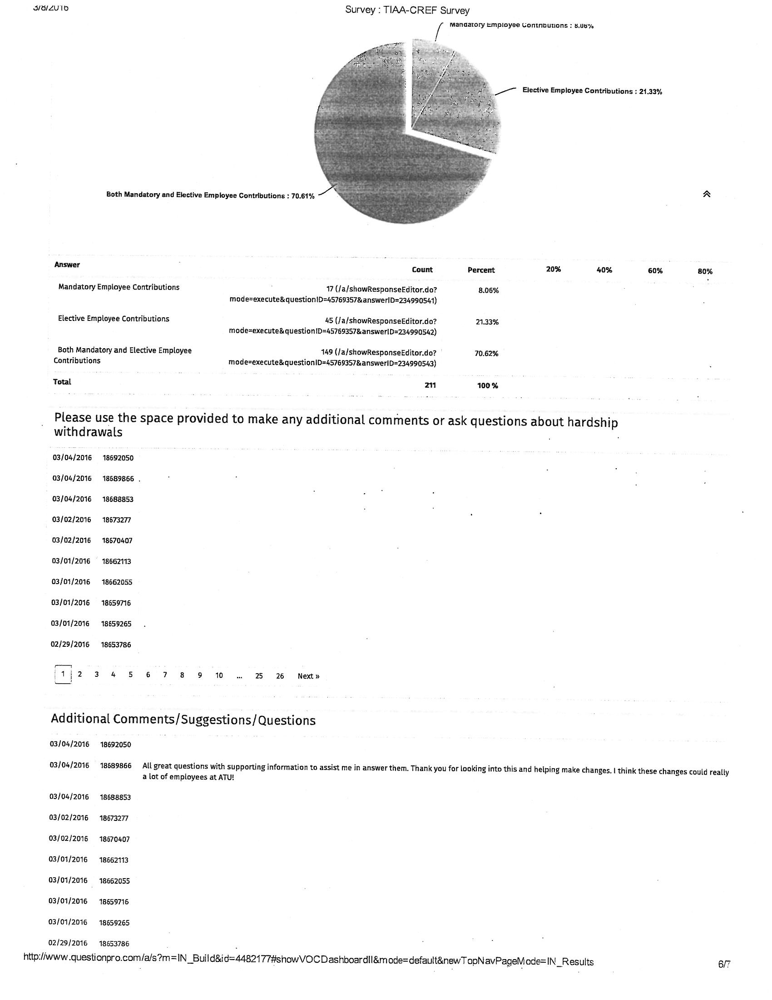 3/8/2016
Survey : TIAA-CREF Survey
Mandatory Employee Contributions : 8.06%
Elective Employee Contributions : 21.33%
Both Mandatory and Elective Employee Contributions : 70.61%
Answer Count Percent 20% 40% 60% 80%
Mandatory Employee Contributions 17 (/a/showResponseEditor.do? 8.06%
mode=execute&questionID=45769357&answerID=234990541)
Elective Employee Contributions 45 (/a/showResponseEditor.do? 21.33%
mode=execute&questionID=45769357&answerID=234990542)
Both Mandatory and Elective Employee 149 (/a/showResponseEditor.do? 70.62%
Contributions mode=execute&questionID=45769357&answerID=234990543)
Total 211 100 %
Please use the space provided to make any additional comments or ask questions about hardship
withdrawals
03/04/2016 18692050
03/04/2016 18689866
03/04/2016 18688853
03/02/2016 18673277
03/02/2016 18670407
03/01/2016 18662113
03/01/2016 18662055
03/01/2016 18659716
03/01/2016 18659265
02/29/2016 18653786
1 2 3 4 5 6 7 8 9 10 ... 25 26 Next »
Additional Comments/Suggestions/Questions
03/04/2016 18692050
03/04/2016 18689866 All great questions with supporting information to assist me in answer them. Thank you for looking into this and helping make changes. I think these changes could really
a lot of employees at ATU!
03/04/2016 18688853
03/02/2016 18673277
03/02/2016 18670407
03/01/2016 18662113
03/01/2016 18662055
03/01/2016 18659716
03/01/2016 18659265
02/29/2016 18653786
http://www.questionpro.com/a/s?m=IN_Build&id=4482177#showVOCDashboardII&mode=default&newTopNavPageMode=IN_Results
6/7